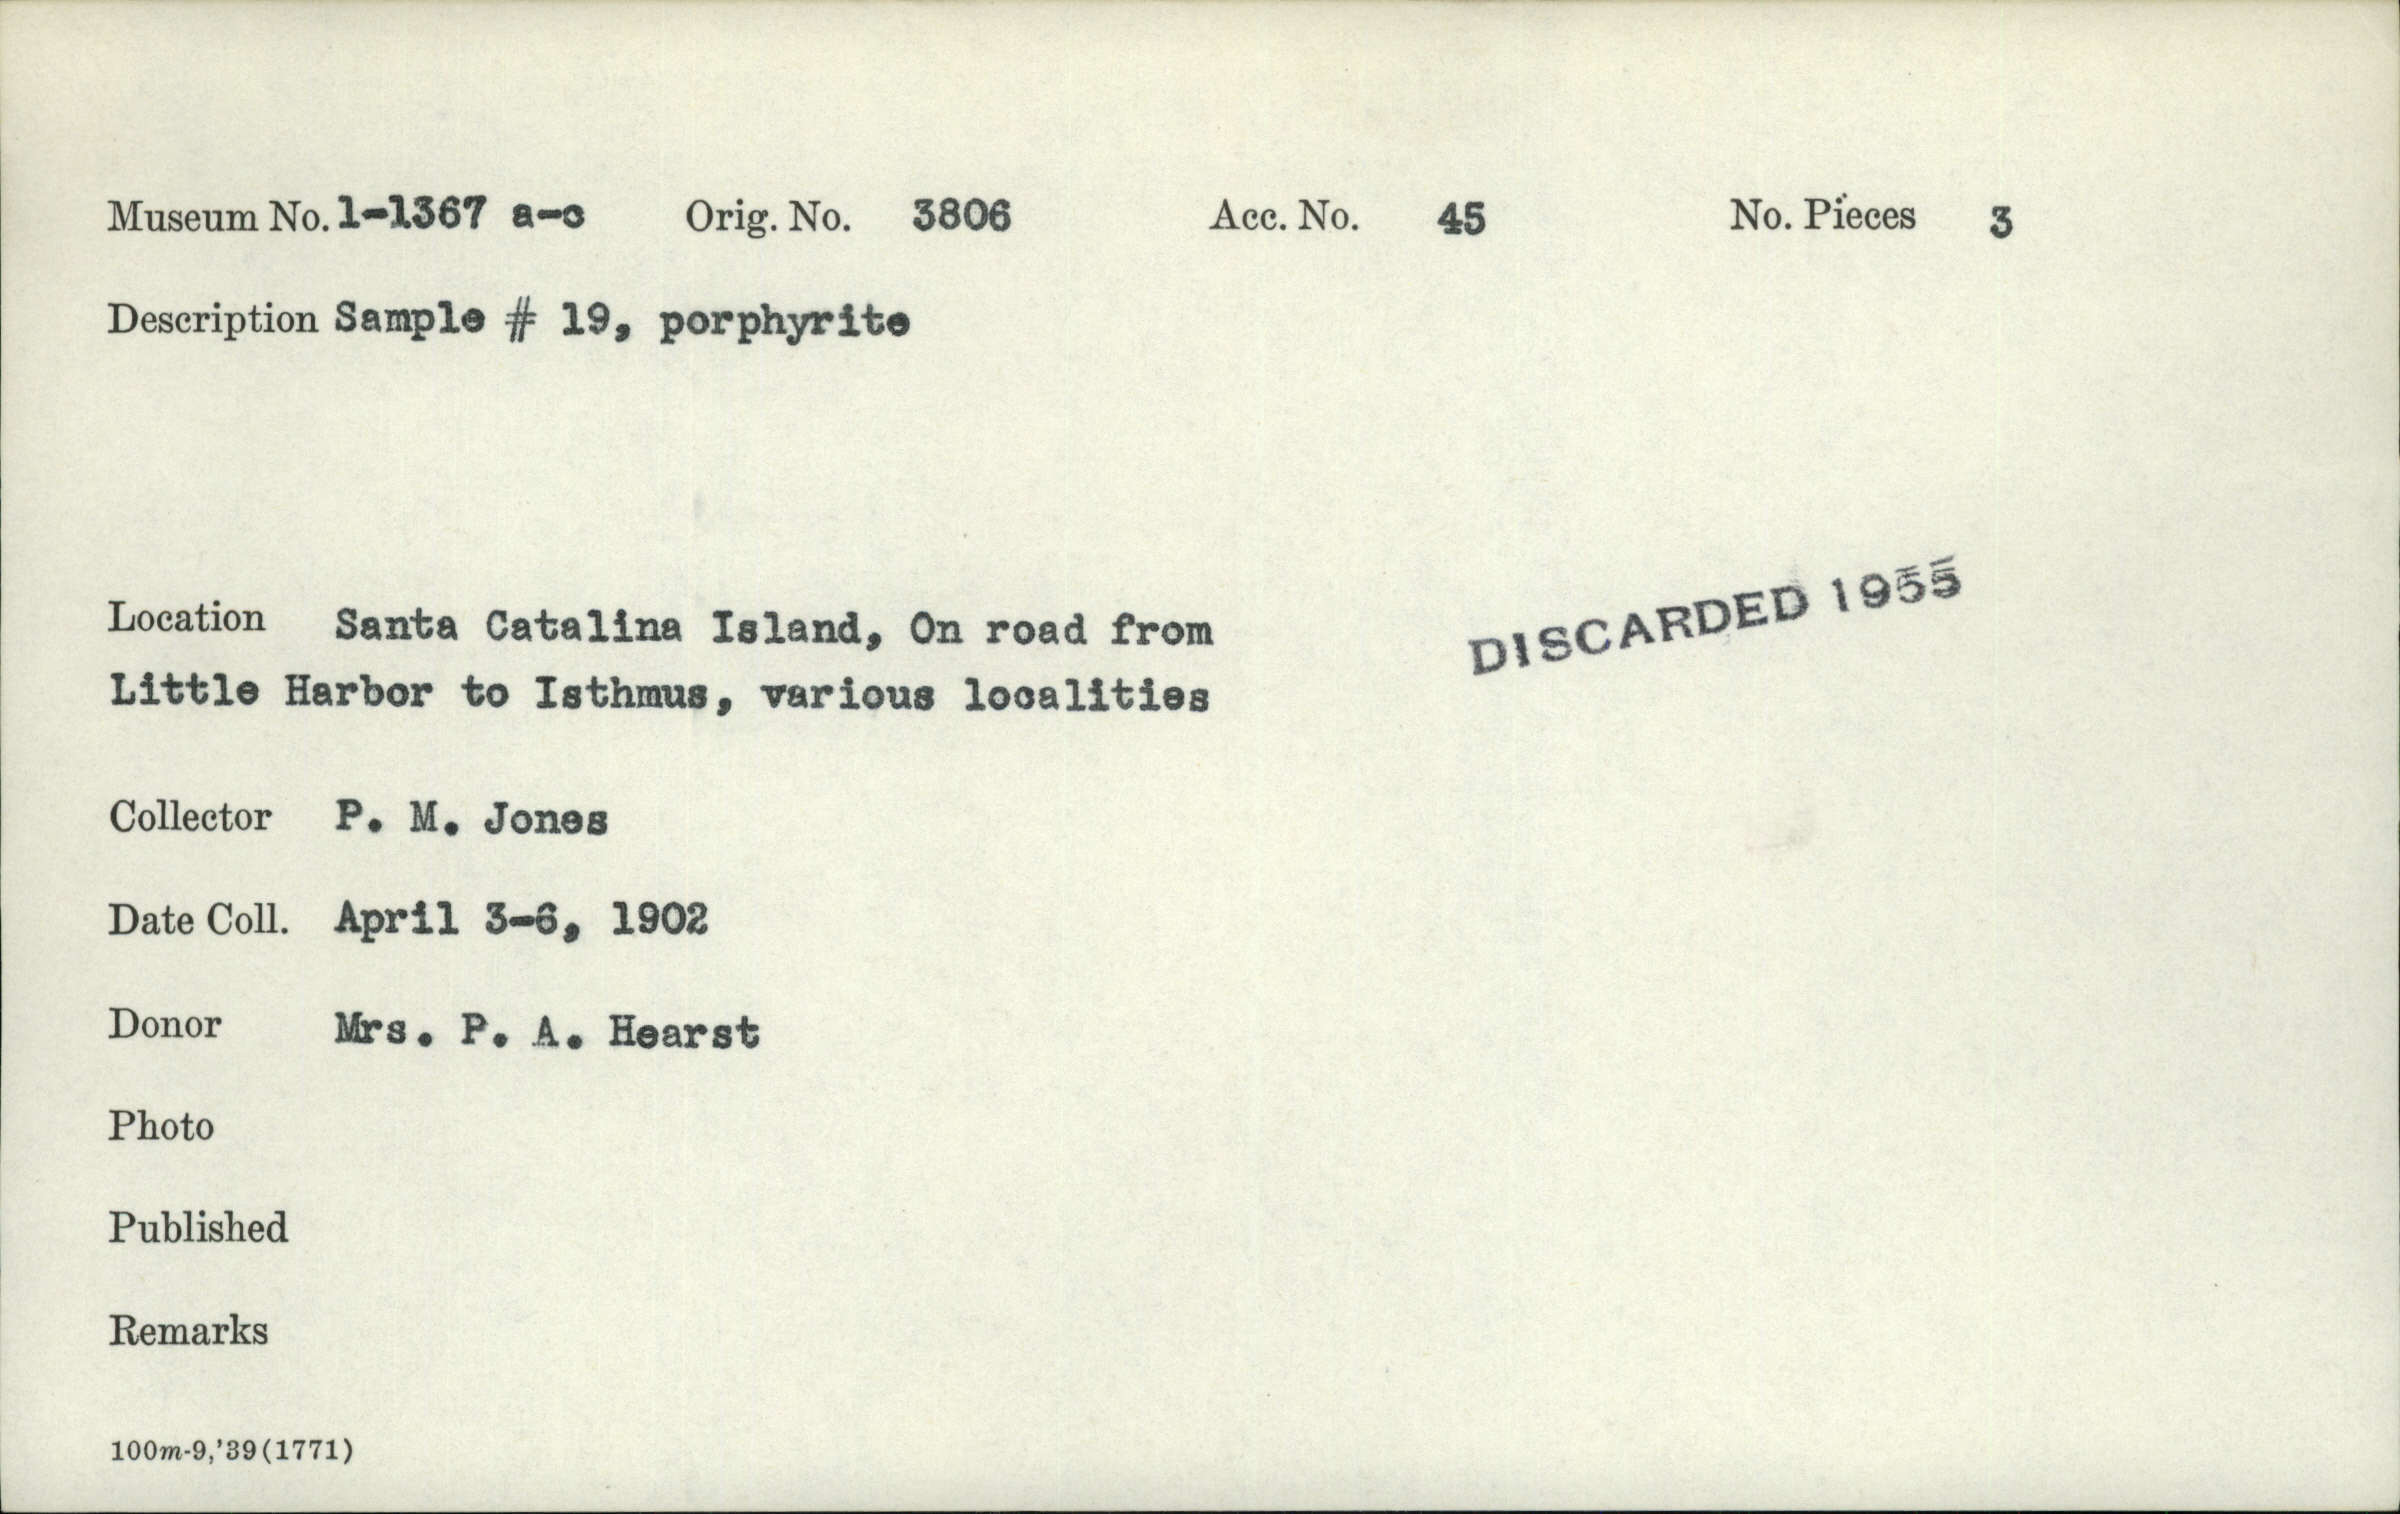 Museum No. 1-1367 a-c Orig. No. 3806 Acc. No. 45 No. Pieces 3
Description Sample # 19, porphyrite
DISCARDED 1955
Location Santa Catalina Island, On road from
Little Harbor to Isthmus, various localities
Collector P. M. Jones
Date Coll. April 3-6, 1902
Donor Mrs. P. A. Hearst
Photo
Published
Remarks
100m-9,'39(1771)